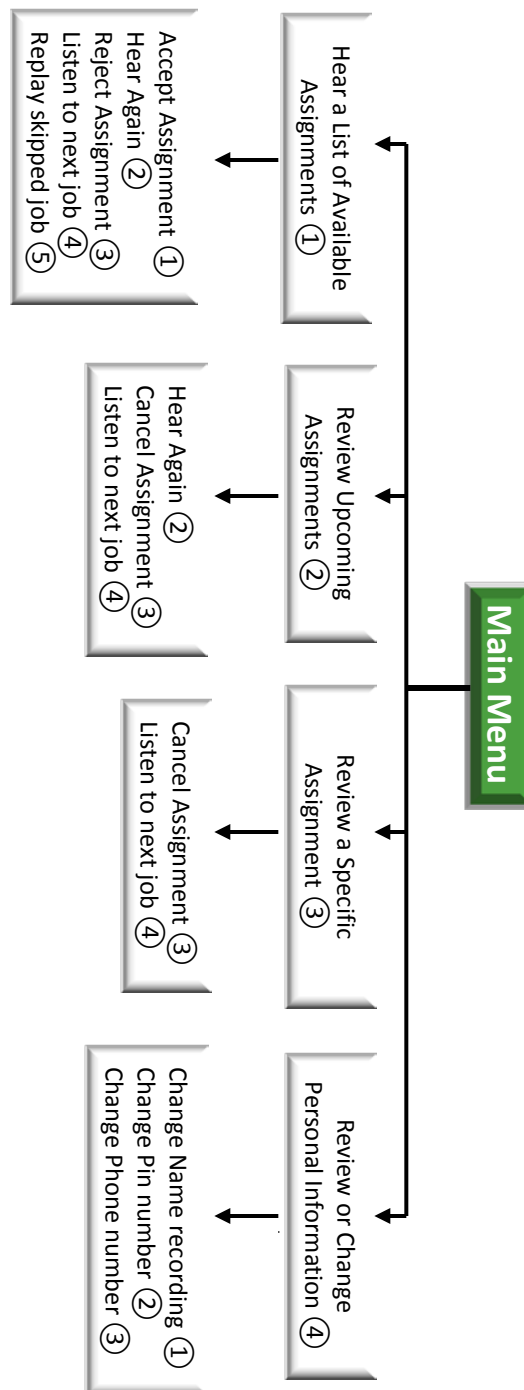 Main Menu
Hear a List of Available
Assignments ①
Accept Assignment ①
Hear Again ②
Reject Assignment ③
Listen to next job ④
Replay skipped job ⑤
Review Upcoming
Assignments ②
Hear Again ②
Cancel Assignment ③
Listen to next job ④
Review a Specific
Assignment ③
Cancel Assignment ③
Listen to next job ④
Review or Change
Personal Information ④
Change Name recording ①
Change Pin number ②
Change Phone number ③